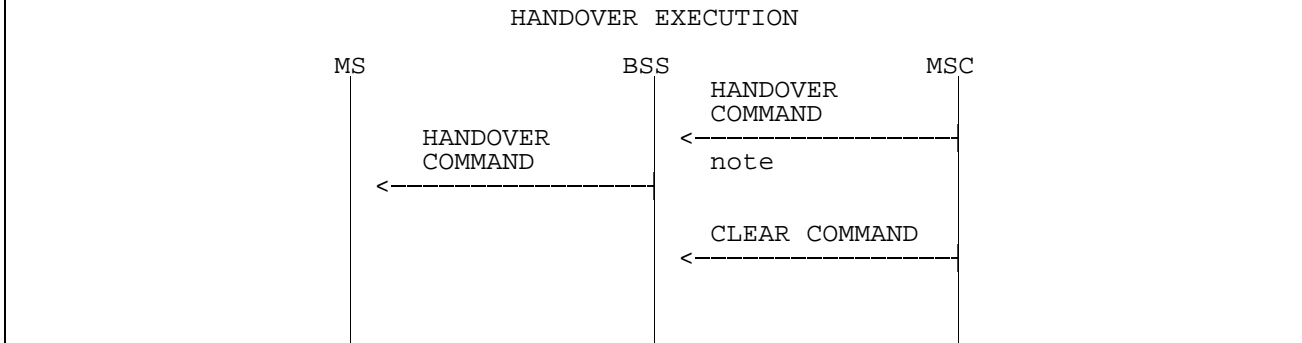 HANDOVER EXECUTION
MS BSS MSC
HANDOVER
COMMAND
HANDOVER
COMMAND
note
CLEAR COMMAND